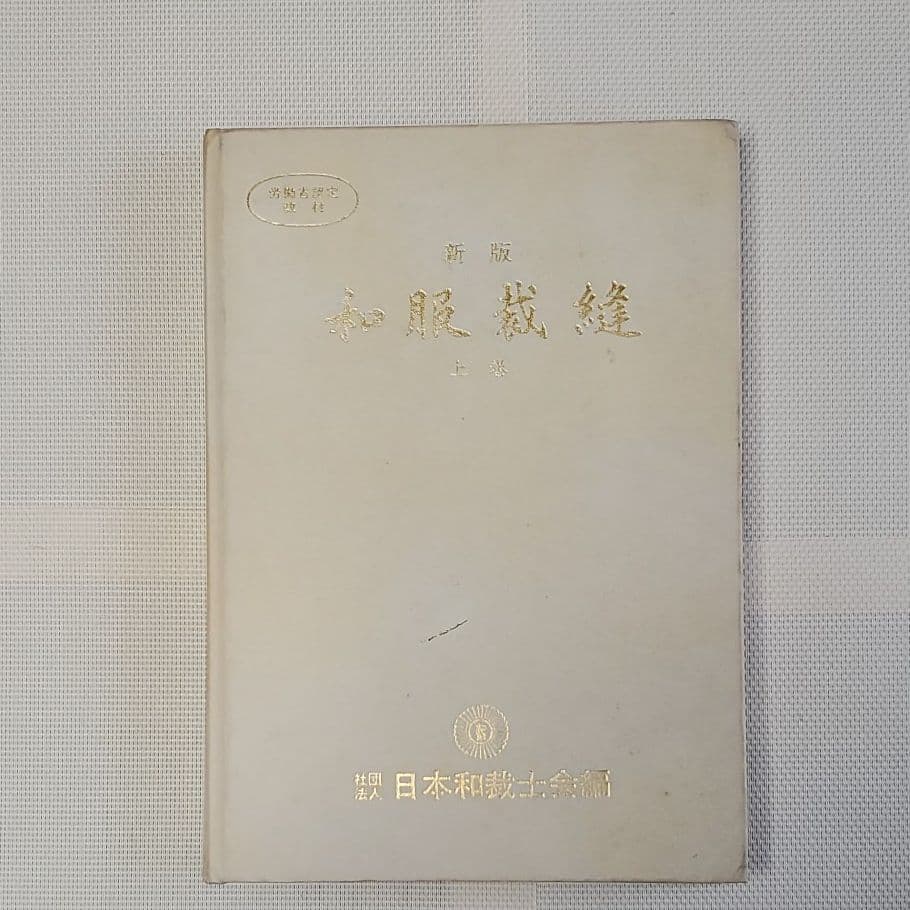 労働省認定
教材
新版
和服裁縫
上巻
社団
法人 日本和裁士会編